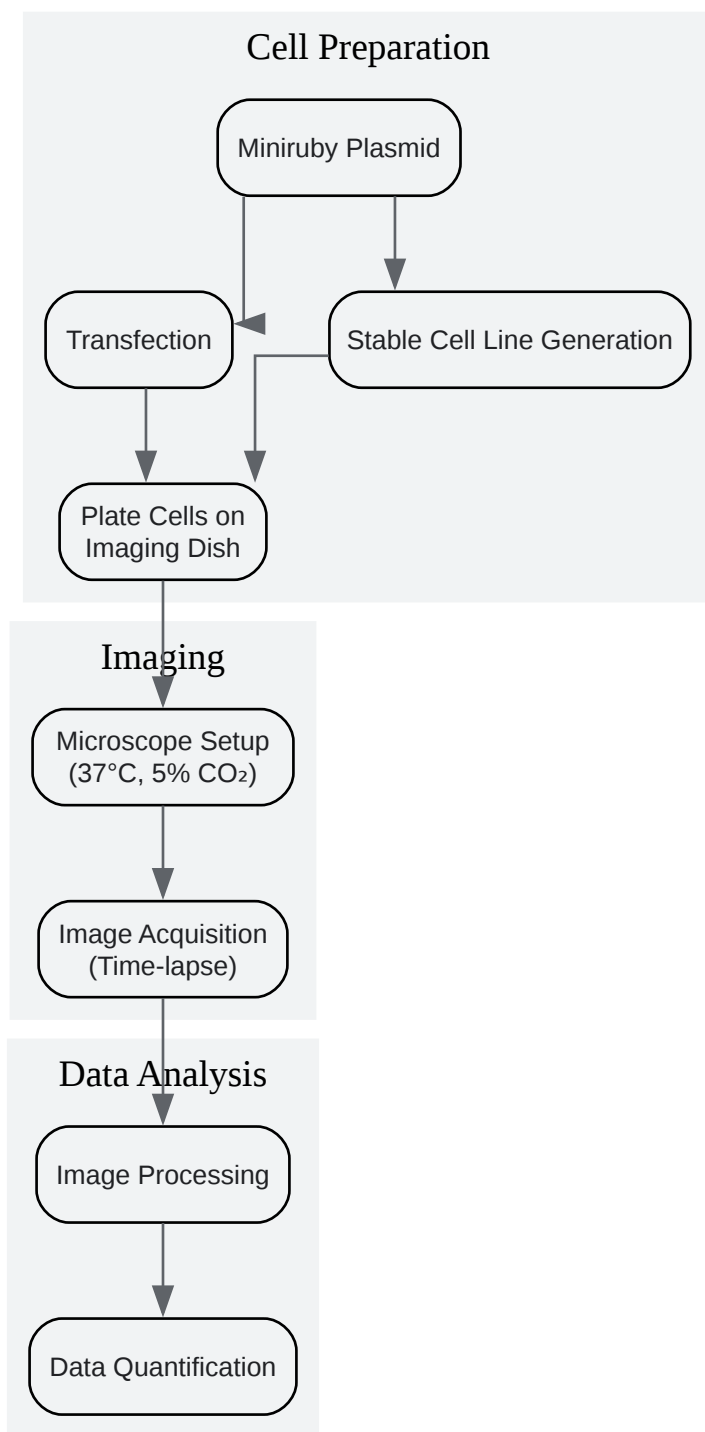 Cell Preparation
Miniruby Plasmid
Transfection
Stable Cell Line Generation
Plate Cells on
Imaging Dish
Imaging
Microscope Setup
(37°C, 5% CO₂)
Image Acquisition
(Time-lapse)
Data Analysis
Image Processing
Data Quantification